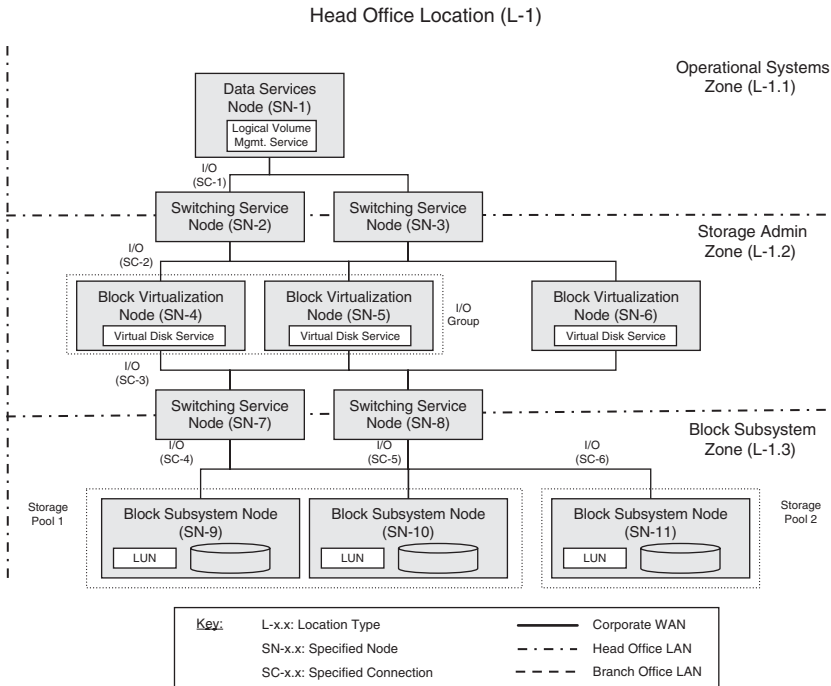 Head Office Location (L-1)
Operational Systems
Zone (L-1.1)
Data Services
Node (SN-1)
Logical Volume
Mgmt. Service
I/O
(SC-1)
Switching Service
Node (SN-2)
Switching Service
Node (SN-3)
Storage Admin
Zone (L-1.2)
I/O
(SC-2)
Block Virtualization
Node (SN-4)
Virtual Disk Service
Block Virtualization
Node (SN-5)
Virtual Disk Service
I/O
Group
Block Virtualization
Node (SN-6)
Virtual Disk Service
I/O
(SC-3)
Switching Service
Node (SN-7)
Switching Service
Node (SN-8)
Block Subsystem
Zone (L-1.3)
I/O
(SC-4)
I/O
(SC-5)
I/O
(SC-6)
Storage
Pool 1
Block Subsystem Node
(SN-9)
LUN
Block Subsystem Node
(SN-10)
LUN
Block Subsystem Node
(SN-11)
LUN
Storage
Pool 2
Key:
L-x.x: Location Type
Corporate WAN
SN-x.x: Specified Node
Head Office LAN
SC-x.x: Specified Connection
Branch Office LAN